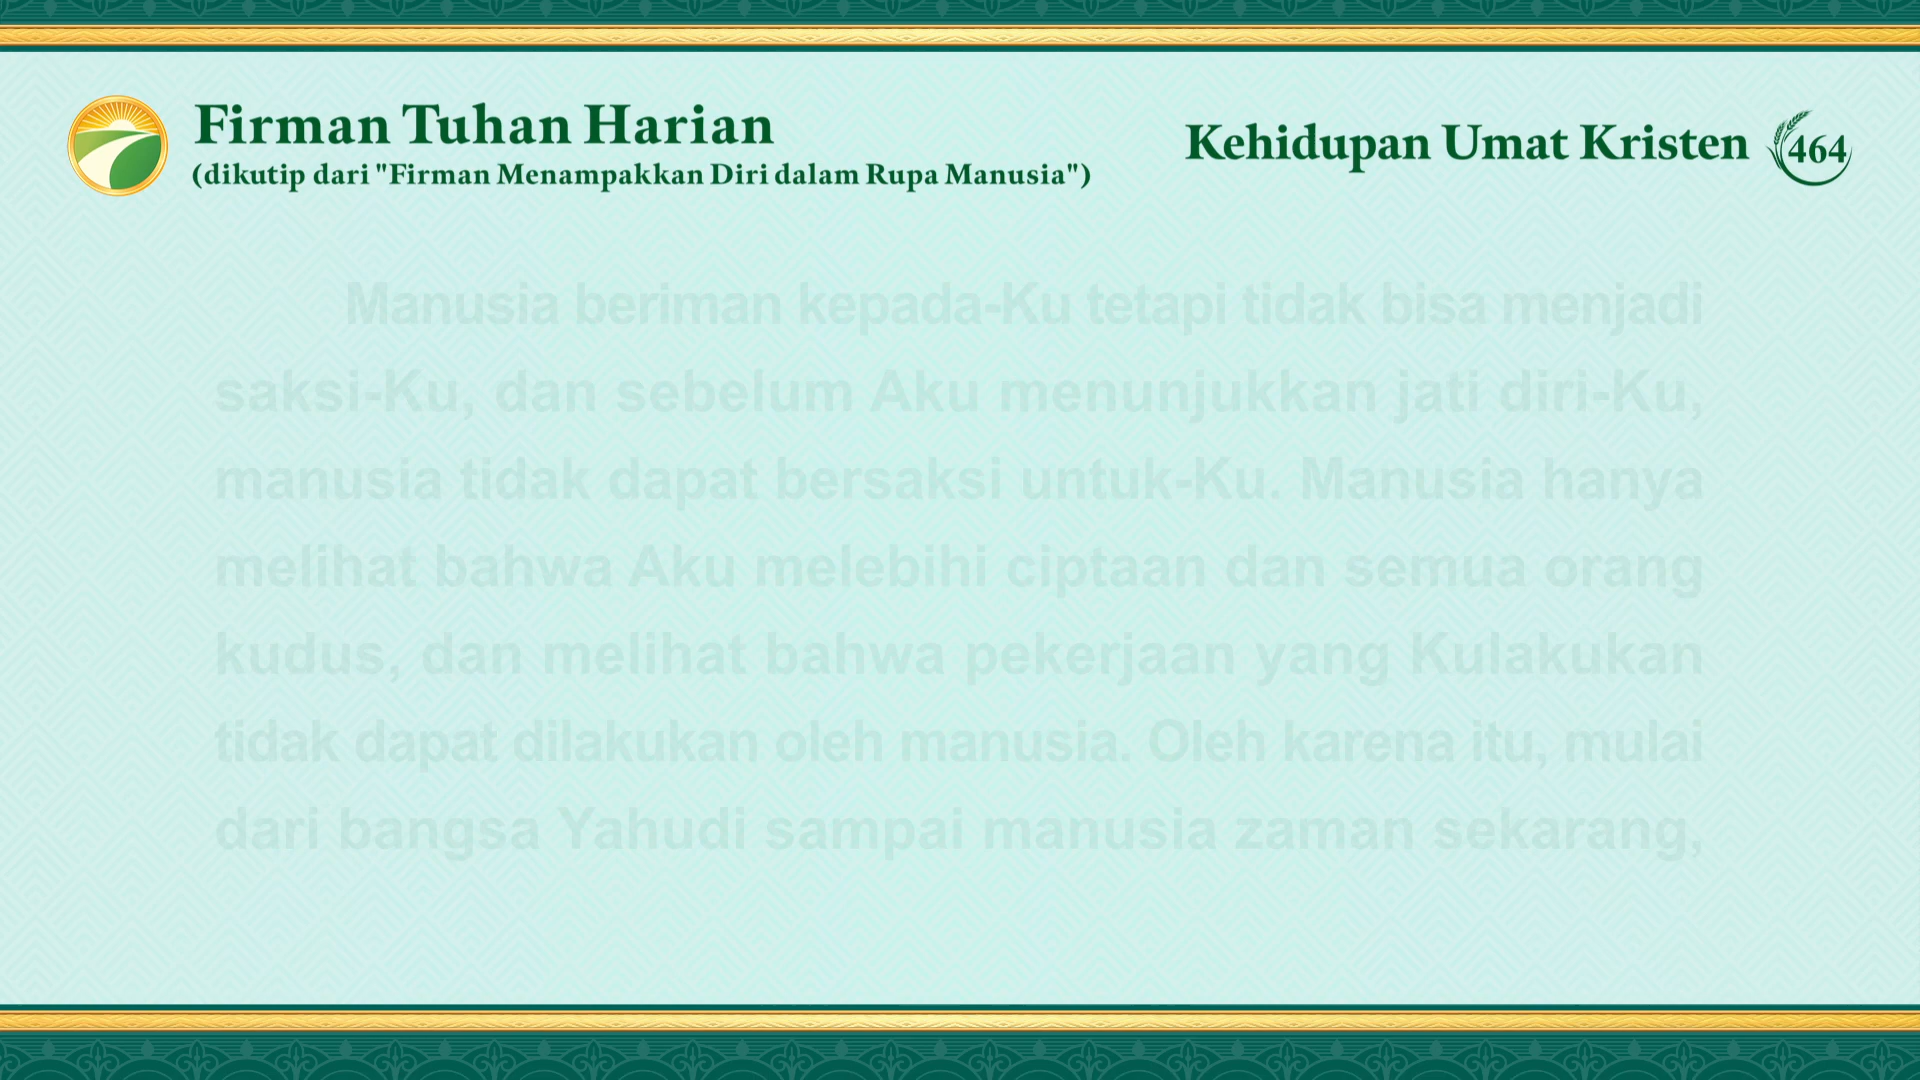 Firman Tuhan Harian
(dikutip dari "Firman Menampakkan Diri dalam Rupa Manusia")
Kehidupan Umat Kristen 464
Manusia beriman kepada-Ku tetapi tidak bisa menjadi
saksi-Ku, dan sebelum Aku menunjukkan jati diri-Ku,
manusia tidak dapat bersaksi untuk-Ku. Manusia hanya
melihat bahwa Aku melebihi ciptaan dan semua orang
kudus, dan melihat bahwa pekerjaan yang Kulakukan
tidak dapat dilakukan oleh manusia. Oleh karena itu, mulai
dari bangsa Yahudi sampai manusia zaman sekarang,